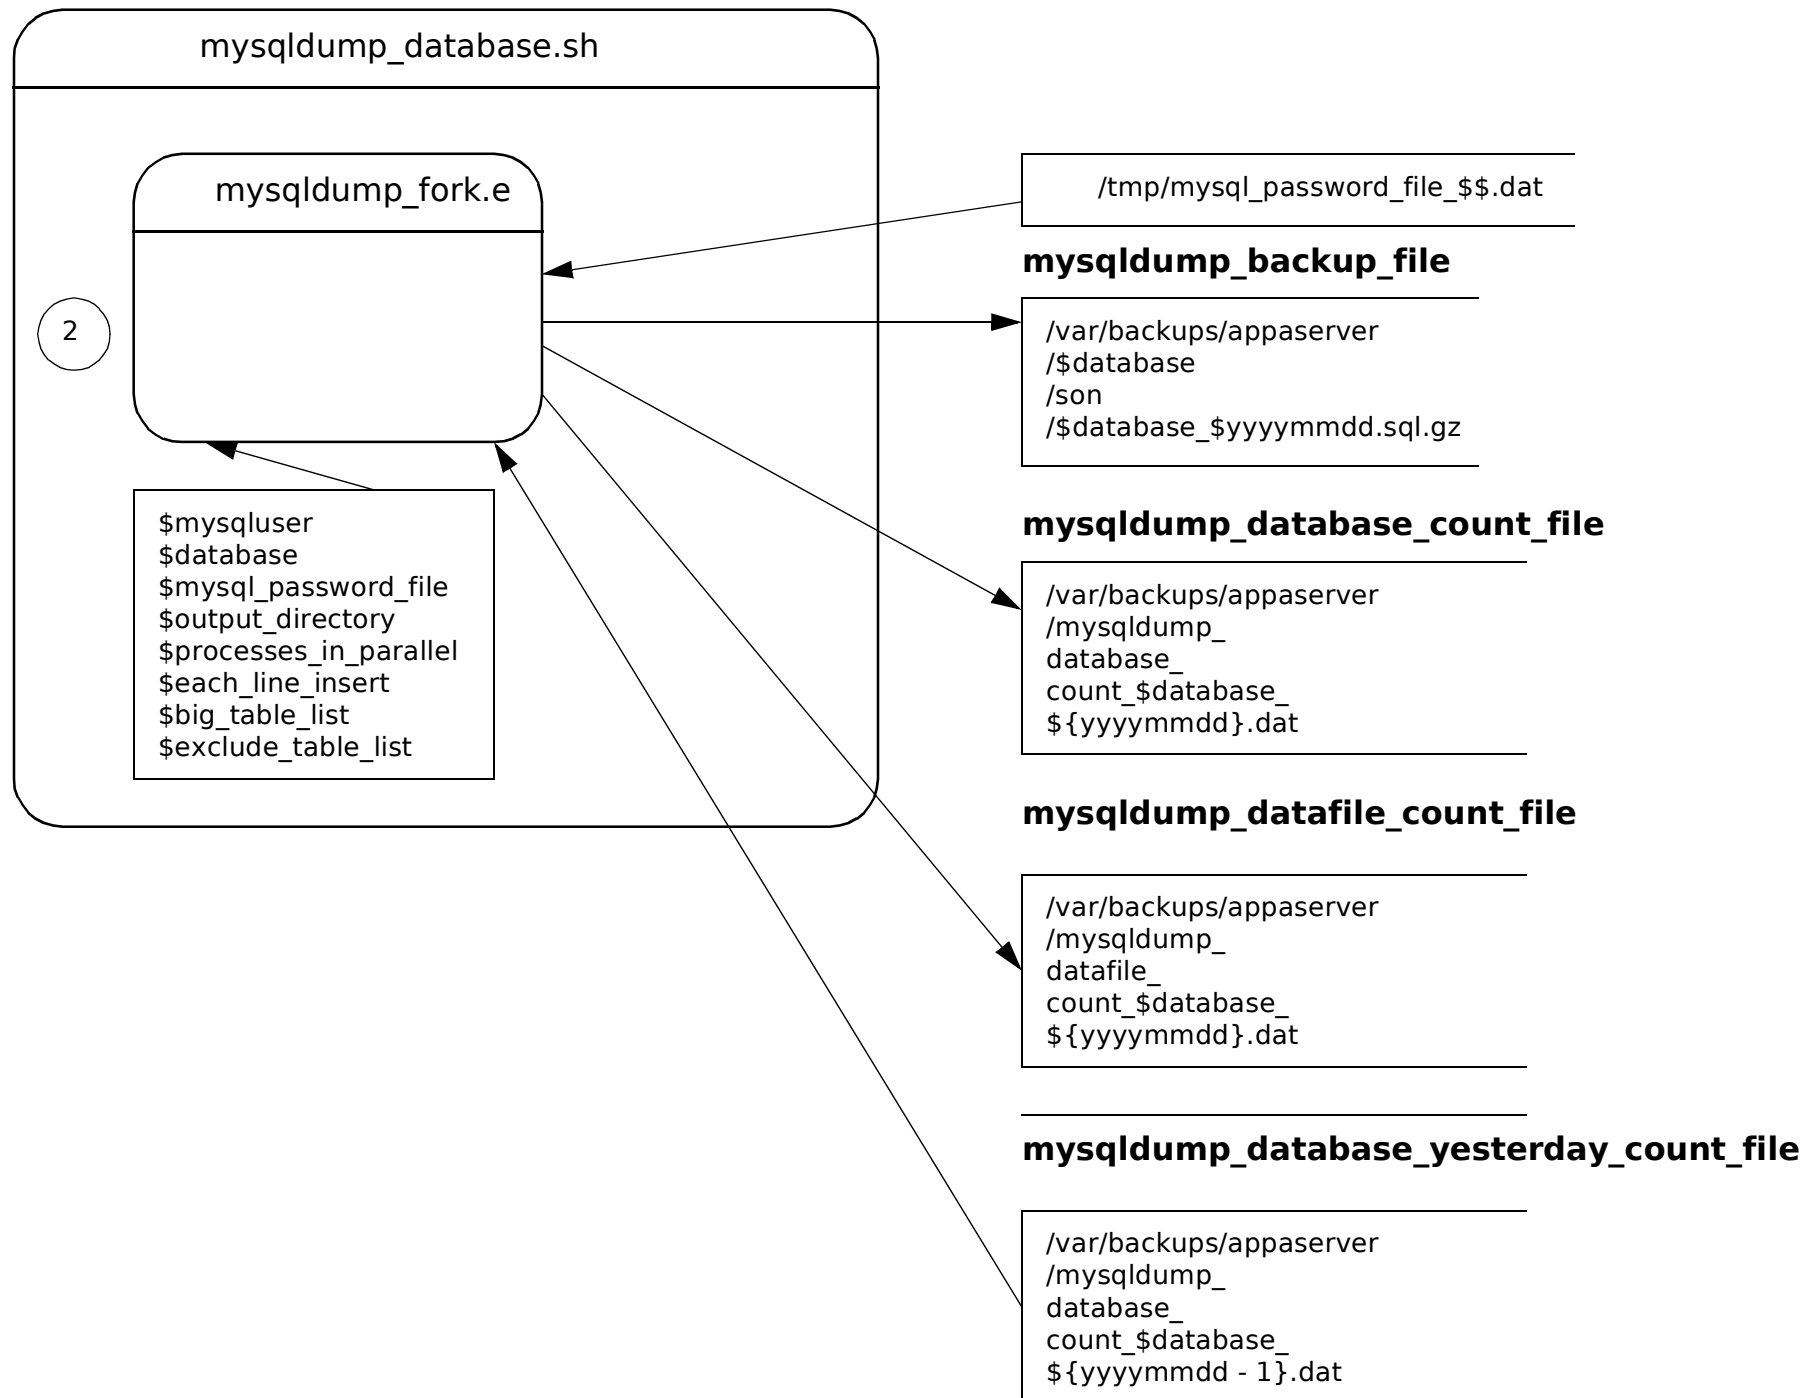 mysqldump_database.sh
mysqldump_fork.e
2
$mysqluser
$database
$mysql_password_file
$output_directory
$processes_in_parallel
$each_line_insert
$big_table_list
$exclude_table_list
/tmp/mysql_password_file_$$.dat
mysqldump_backup_file
/var/backups/appaserver
/$database
/son
/$database_$yyyymmdd.sql.gz
mysqldump_database_count_file
/var/backups/appaserver
/mysqldump_
database_
count_$database_
${yyyymmdd}.dat
mysqldump_datafile_count_file
/var/backups/appaserver
/mysqldump_
datafile_
count_$database_
${yyyymmdd}.dat
mysqldump_database_yesterday_count_file
/var/backups/appaserver
/mysqldump_
database_
count_$database_
${yyyymmdd - 1}.dat